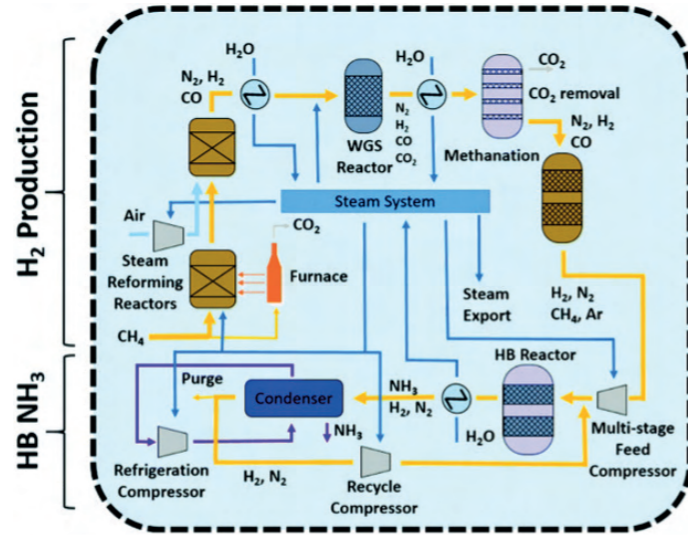 H₂ Production
HB NH₃
H₂O
H₂O
N₂, H₂
CO
WGS
Reactor
N₂
H₂
CO
CO₂
CO₂
CO₂ removal
Methanation
N₂, H₂
CO
Steam System
Air
CO₂
Steam
Reforming
Reactors
Furnace
Steam
Export
H₂, N₂
CH₄, Ar
CH₄
HB Reactor
Purge
Condenser
NH₃
H₂, N₂
NH₃
H₂O
Multi-stage
Feed
Compressor
Refrigeration
Compressor
H₂, N₂
Recycle
Compressor